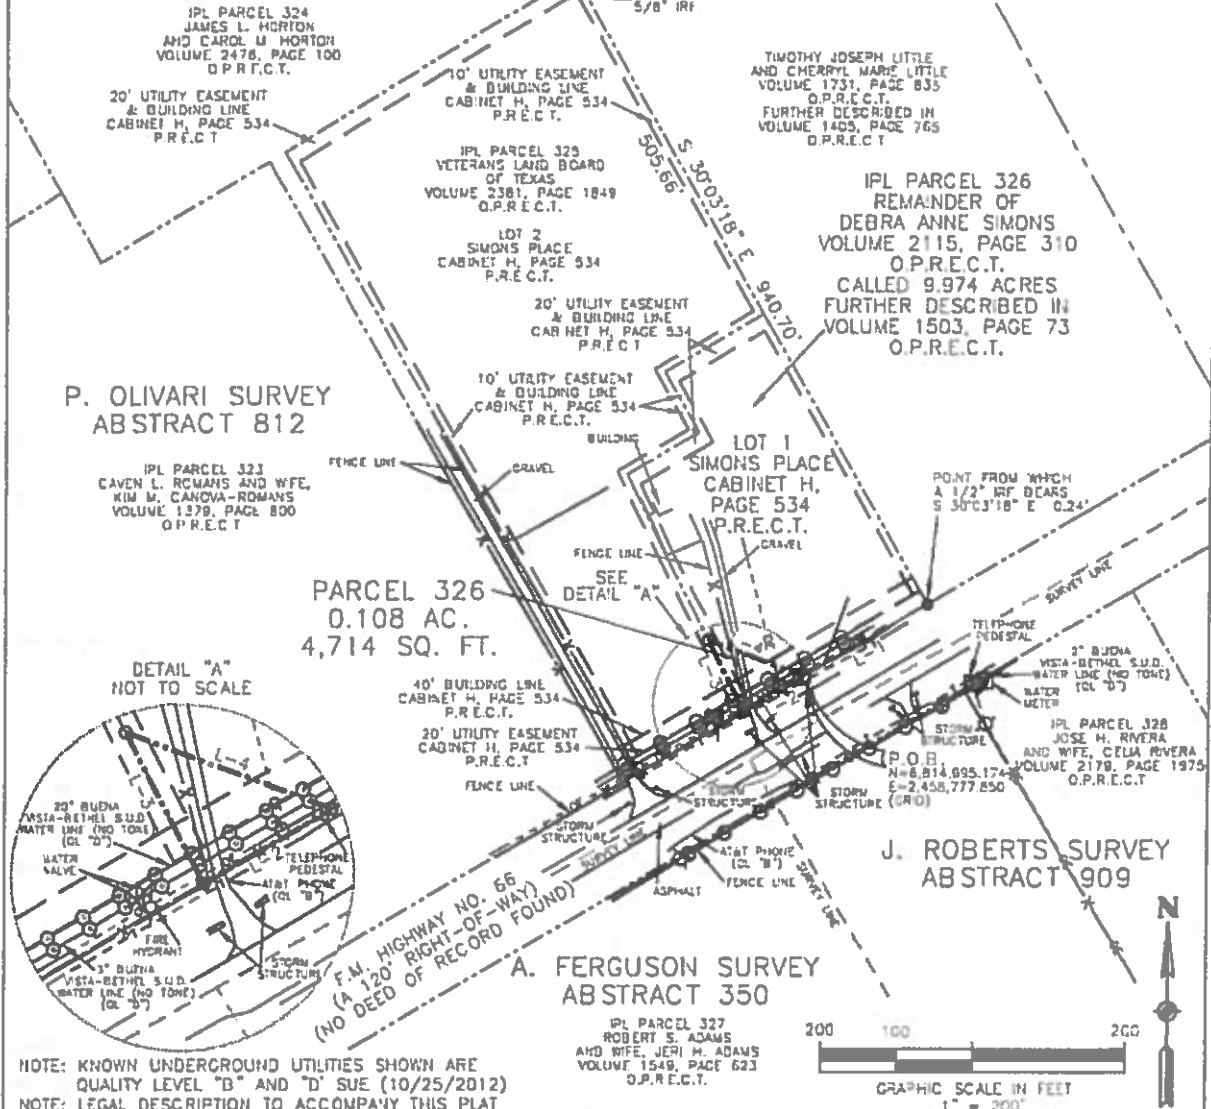 5/8" IRF
IPL PARCEL 324
JAMES L. HORTON
AND CAROL M HORTON
VOLUME 2476, PAGE 100
O P R E.C.T.
20' UTILITY EASEMENT
& BUILDING LINE
CABINET H, PAGE 534
P.R.E.C T
10' UTILITY EASEMENT
& BUILDING LINE
CABINET H, PAGE 534
P.R.E C T.
IPL PARCEL 325
VETERANS LAND BOARD
OF TEXAS
VOLUME 2381, PAGE 1849
O.P.R E.C.T.
LOT 2
SIMONS PLACE
CABINET H, PAGE 534
P.R.E C.T.
TIMOTHY JOSEPH LITTLE
AND CHERRYL MARIE LITTLE
VOLUME 1731, PAGE 835
O.P.R.E.C.T.
FURTHER DESCRIBED IN
VOLUME 1405, PAGE 765
O.P.R.E.C.T
505.66'
S 30°03'18" E 940.70'
IPL PARCEL 326
REMAINDER OF
DEBRA ANNE SIMONS
VOLUME 2115, PAGE 310
O.P.R.E.C.T.
CALLED 9.974 ACRES
FURTHER DESCRIBED IN
VOLUME 1503, PAGE 73
O.P.R.E.C.T.
20' UTILITY EASEMENT
& BUILDING LINE
CABINET H, PAGE 534
P.R.E.C T
10' UTILITY EASEMENT
& BUILDING LINE
CABINET H, PAGE 534
P.R.E.C.T.
BUILDING
P. OLIVARI SURVEY
ABSTRACT 812
IPL PARCEL 323
CAVEN L. ROMANS AND WIFE,
KIM M. CANOVA-ROMANS
VOLUME 1379, PAGE 800
O P R.E.C T
FENCE LINE
GRAVEL
LOT 1
SIMONS PLACE
CABINET H,
PAGE 534
P.R.E.C.T.
GRAVEL
POINT FROM WHICH
A 1/2" IRF BEARS
S 30°03'18" E 0.24'
FENCE LINE
SEE
DETAIL "A"
PARCEL 326
0.108 AC.
4,714 SQ. FT.
SURVEY LINE
TELEPHONE
PEDESTAL
3" BUENA
VISTA-BETHEL S.U.D.
WATER LINE (NO TONE)
(QL "D")
WATER
METER
DETAIL "A"
NOT TO SCALE
40' BUILDING LINE
CABINET H, PAGE 534
P.R E.C.T.
20' UTILITY EASEMENT
CABINET H, PAGE 534
P.R.E.C.T
FENCE LINE
STORM
STRUCTURE
IPL PARCEL 328
JOSE H. RIVERA
AND WIFE, CELIA RIVERA
VOLUME 2179, PAGE 1975
O.P.R.E.C.T
P.O.B.
N=6,814,995.174
E=2,458,777.850
(GRID)
STORM
STRUCTURE
STORM
STRUCTURE
STORM
STRUCTURE
SURVEY LINE
L-4
20" BUENA
VISTA-BETHEL S.U.D
WATER LINE (NO TONE)
(QL "D")
WATER
VALVE
TELEPHONE
PEDESTAL
AT&T PHONE
(QL "B")
FIRE
HYDRANT
3" BUENA
VISTA-BETHEL S.U.D.
WATER LINE (NO TONE)
(QL "D")
STORM
STRUCTURE
AT&T PHONE
(QL "B")
FENCE LINE
ASPHALT
SURVEY LINE
J. ROBERTS SURVEY
ABSTRACT 909
F.M. HIGHWAY NO. 66
(A 120' RIGHT-OF-WAY)
(NO DEED OF RECORD FOUND)
A. FERGUSON SURVEY
ABSTRACT 350
IPL PARCEL 327
ROBERT S. ADAMS
AND WIFE, JERI H. ADAMS
VOLUME 1549, PAGE 623
O.P.R E.C.T.
N
200 100 200
GRAPHIC SCALE IN FEET
1" = 200'
NOTE: KNOWN UNDERGROUND UTILITIES SHOWN ARE
QUALITY LEVEL "B" AND "D" SUE (10/25/2012)
NOTE: LEGAL DESCRIPTION TO ACCOMPANY THIS PLAT